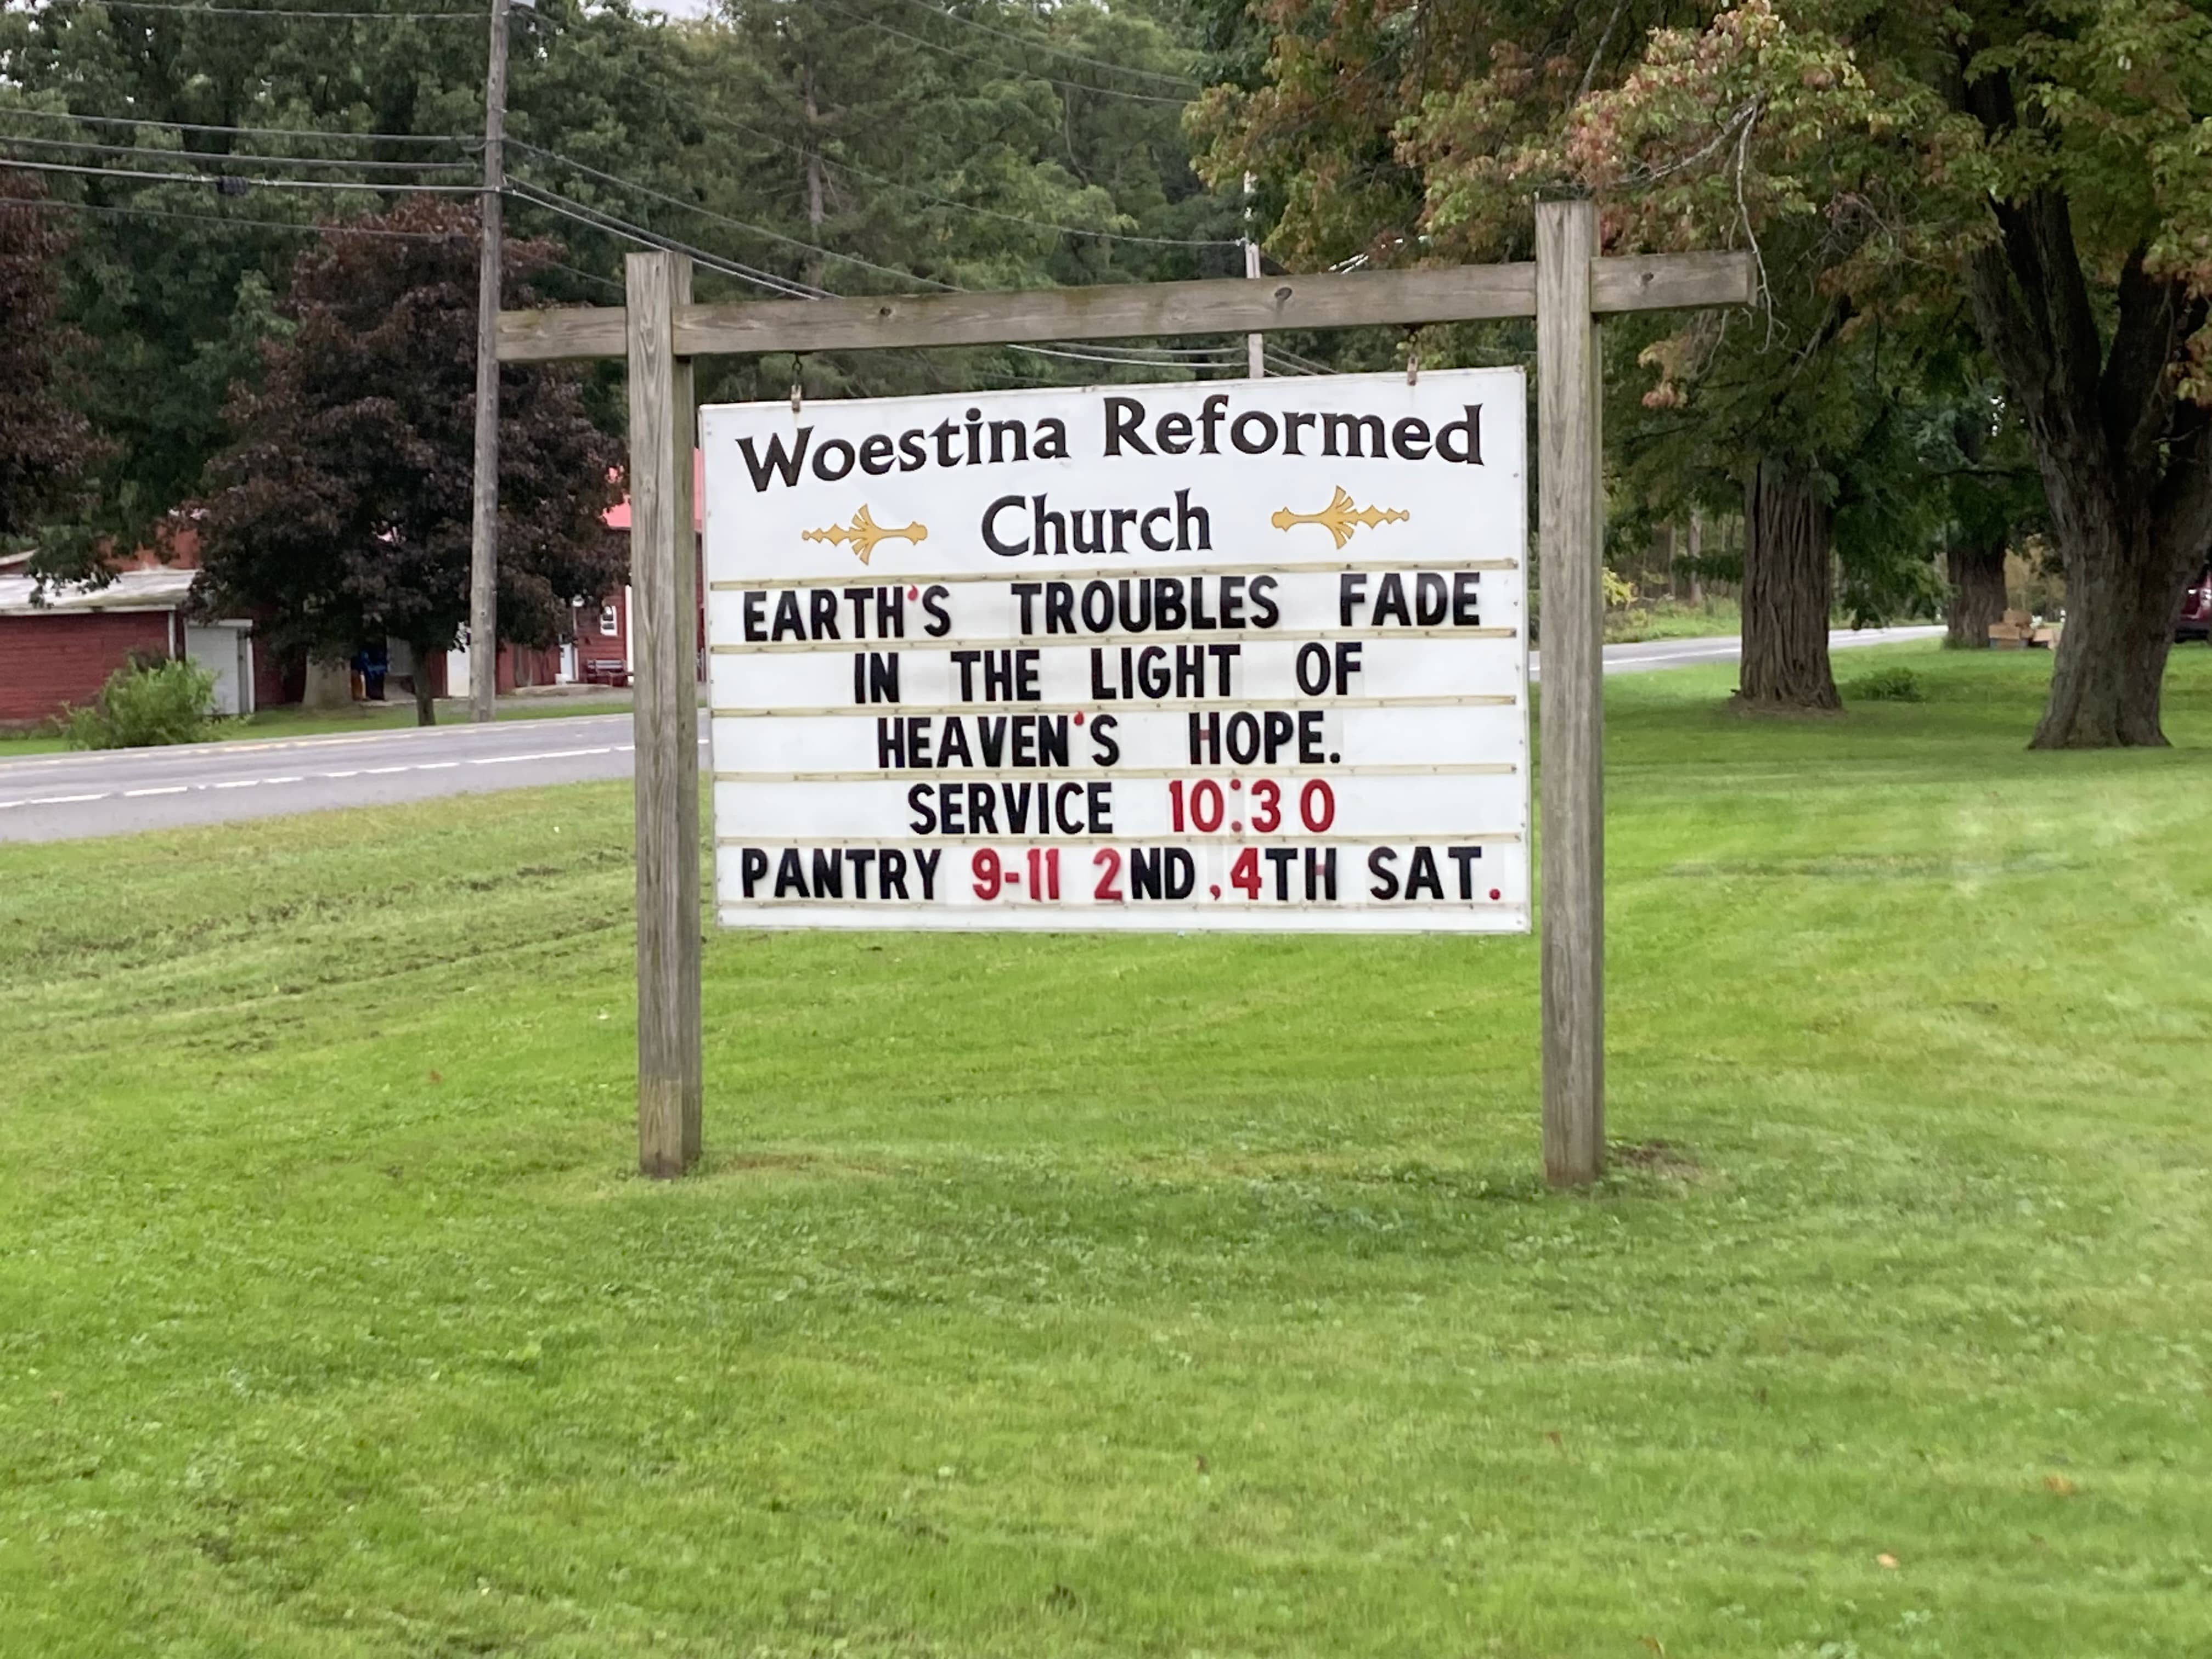 Woestina Reformed
Church
EARTH'S TROUBLES FADE
IN THE LIGHT OF
HEAVEN'S HOPE.
SERVICE 10:30
PANTRY 9-11 2ND,4TH SAT.